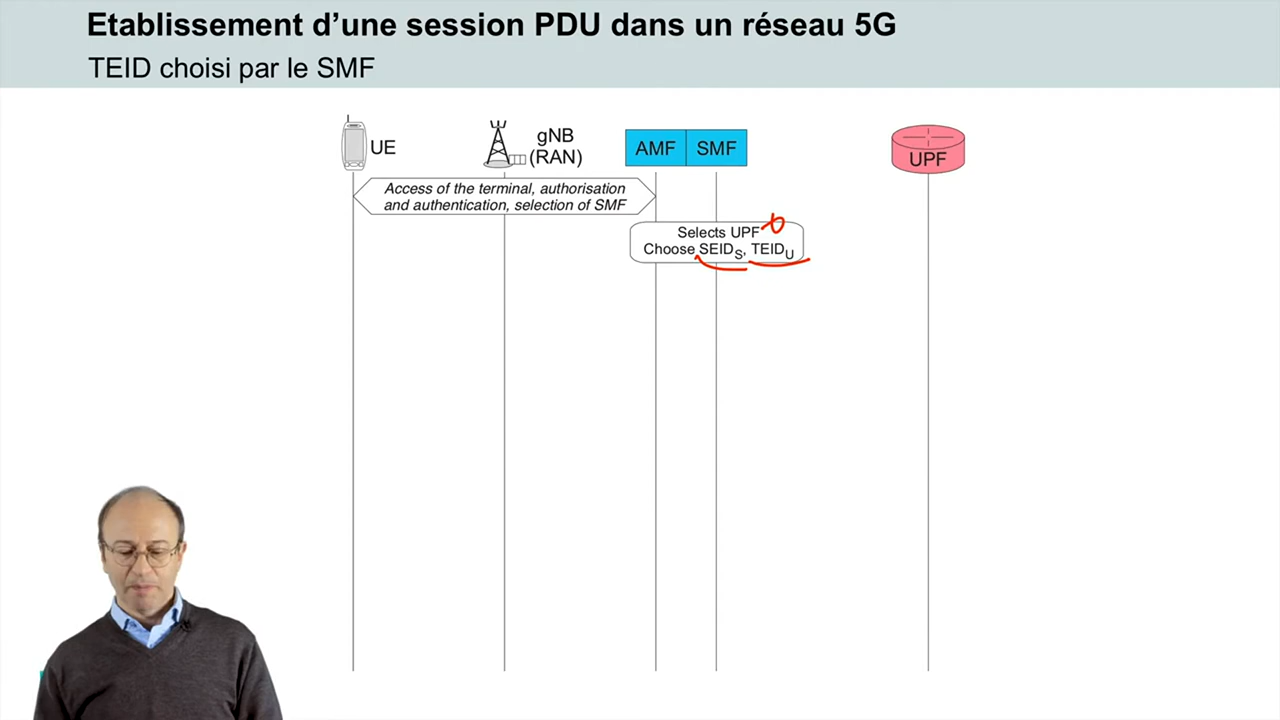 Etablissement d’une session PDU dans un réseau 5G
TEID choisi par le SMF
UE
gNB
(RAN)
AMF
SMF
UPF
Access of the terminal, authorisation
and authentication, selection of SMF
Selects UPF
Choose SEIDS, TEIDU